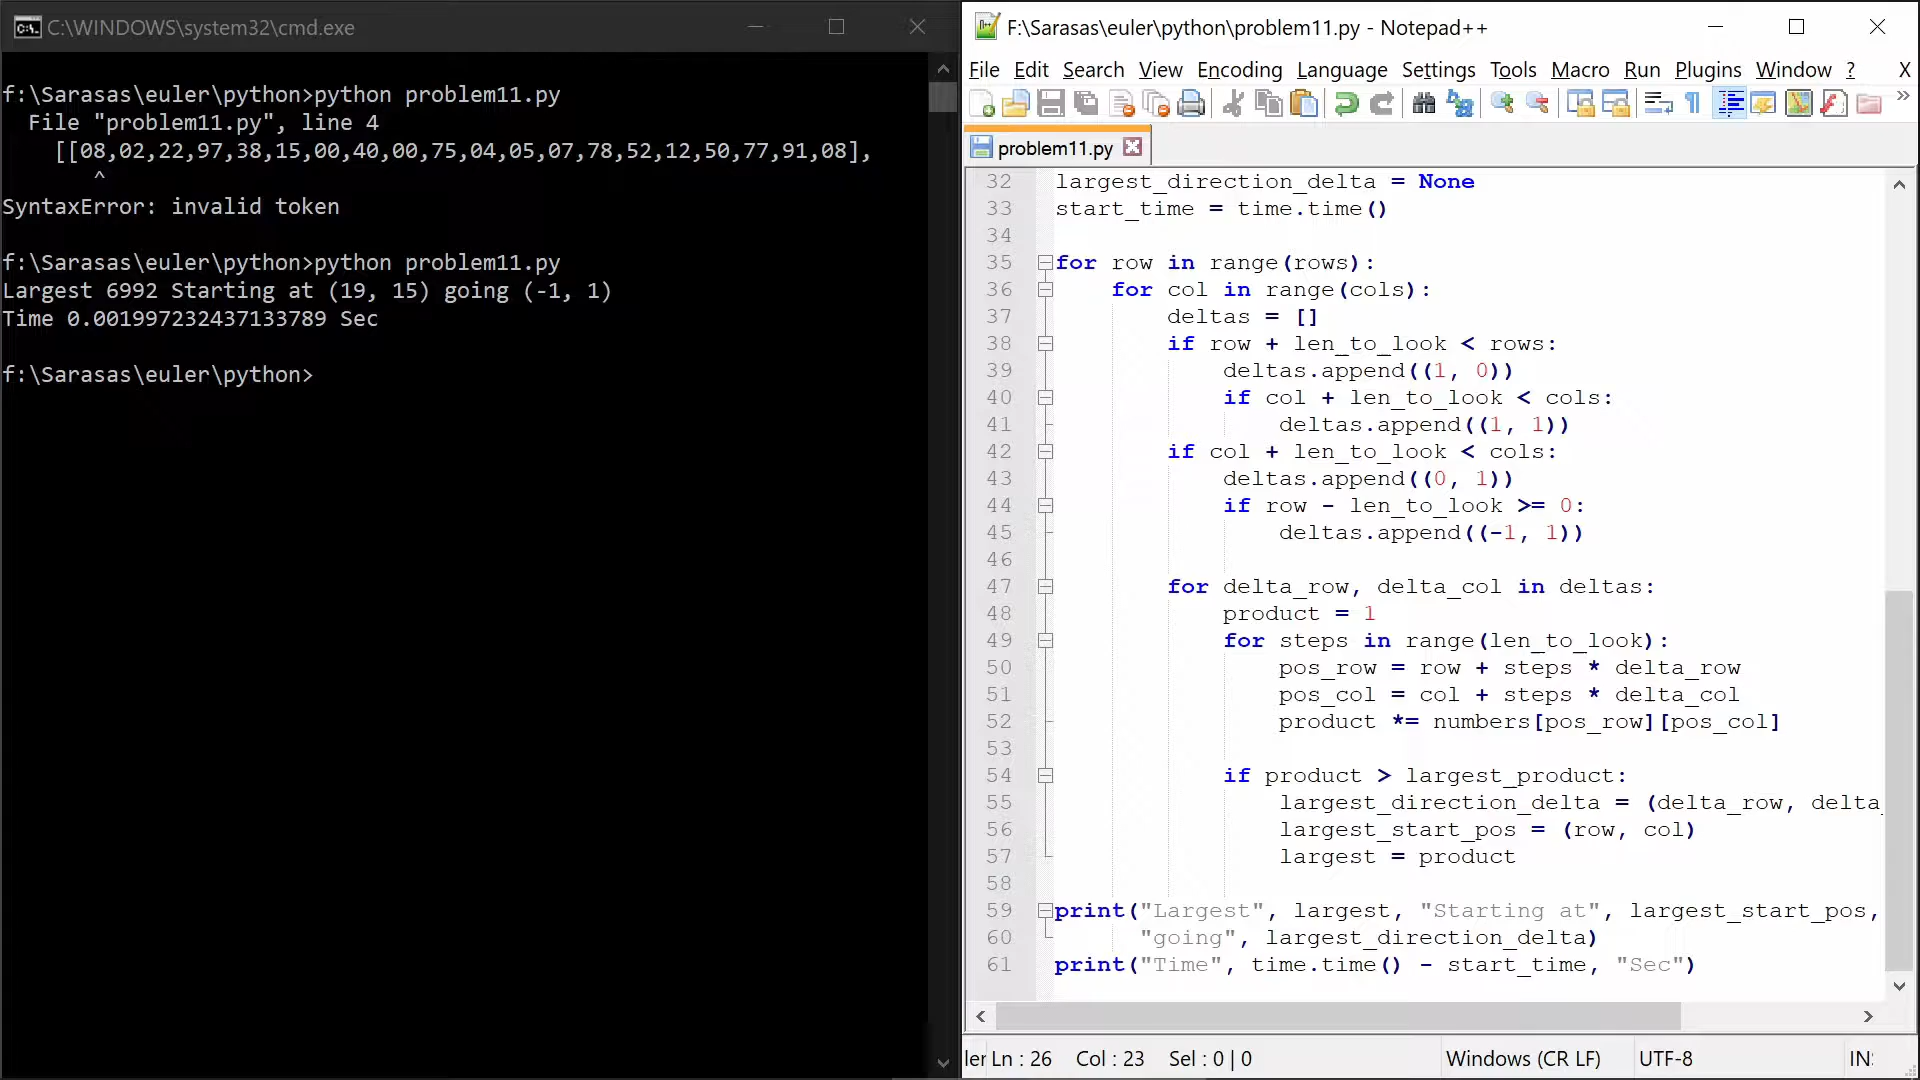 C:\WINDOWS\system32\cmd.exe
f:\Sarasas\euler\python>python problem11.py
File "problem11.py", line 4
[[08,02,22,97,38,15,00,40,00,75,04,05,07,78,52,12,50,77,91,08],
^
SyntaxError: invalid token
f:\Sarasas\euler\python>python problem11.py
Largest 6992 Starting at (19, 15) going (-1, 1)
Time 0.001997232437133789 Sec
f:\Sarasas\euler\python>
F:\Sarasas\euler\python\problem11.py - Notepad++
File Edit Search View Encoding Language Settings Tools Macro Run Plugins Window ? X
problem11.py
32 largest_direction_delta = None
33 start_time = time.time()
34
35 for row in range(rows):
36 for col in range(cols):
37 deltas = []
38 if row + len_to_look < rows:
39 deltas.append((1, 0))
40 if col + len_to_look < cols:
41 deltas.append((1, 1))
42 if col + len_to_look < cols:
43 deltas.append((0, 1))
44 if row - len_to_look >= 0:
45 deltas.append((-1, 1))
46
47 for delta_row, delta_col in deltas:
48 product = 1
49 for steps in range(len_to_look):
50 pos_row = row + steps * delta_row
51 pos_col = col + steps * delta_col
52 product *= numbers[pos_row][pos_col]
53
54 if product > largest_product:
55 largest_direction_delta = (delta_row, delta_
56 largest_start_pos = (row, col)
57 largest = product
58
59 print("Largest", largest, "Starting at", largest_start_pos,
60 "going", largest_direction_delta)
61 print("Time", time.time() - start_time, "Sec")
ler Ln : 26 Col : 23 Sel : 0 | 0 Windows (CR LF) UTF-8 IN